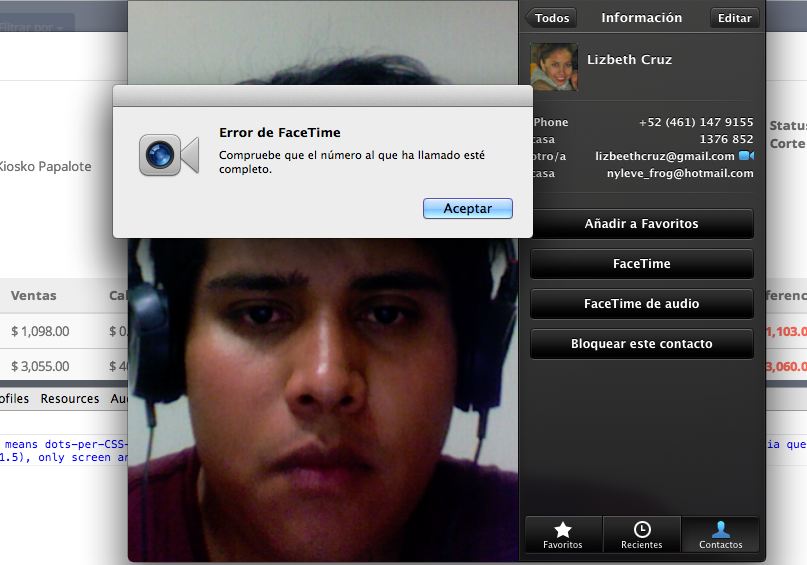 Filtrar por
Todos
Información
Editar
Lizbeth Cruz
Error de FaceTime
Compruebe que el número al que ha llamado esté
completo.
Aceptar
Phone +52 (461) 147 9155
casa 1376 852
otro/a lizbeethcruz@gmail.com
casa nyleve_frog@hotmail.com
Status
Corte
Kiosko Papalote
Añadir a Favoritos
FaceTime
FaceTime de audio
Bloquear este contacto
Ventas
$ 1,098.00 $ 0. 1,103.0
$ 3,055.00 $ 4 3,060.0
ofiles Resources Au
means dots-per-CSS- ia que
1.5), only screen an
Favoritos
Recientes
Contactos